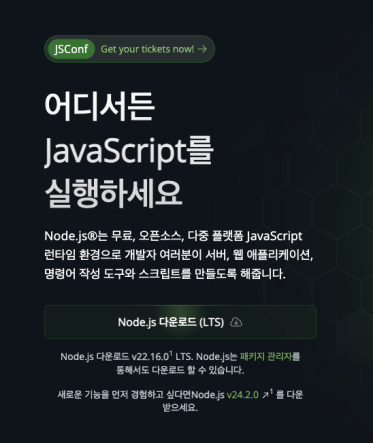 JSConf Get your tickets now! →
어디서든
JavaScript를
실행하세요
Node.js®는 무료, 오픈소스, 다중 플랫폼 JavaScript
런타임 환경으로 개발자 여러분이 서버, 웹 애플리케이션,
명령어 작성 도구와 스크립트를 만들도록 해줍니다.
Node.js 다운로드 (LTS)
Node.js 다운로드 v22.16.0¹ LTS. Node.js는 패키지 관리자를
통해서도 다운로드 할 수 있습니다.
새로운 기능을 먼저 경험하고 싶다면Node.js v24.2.0 ↗¹ 를 다운
받으세요.